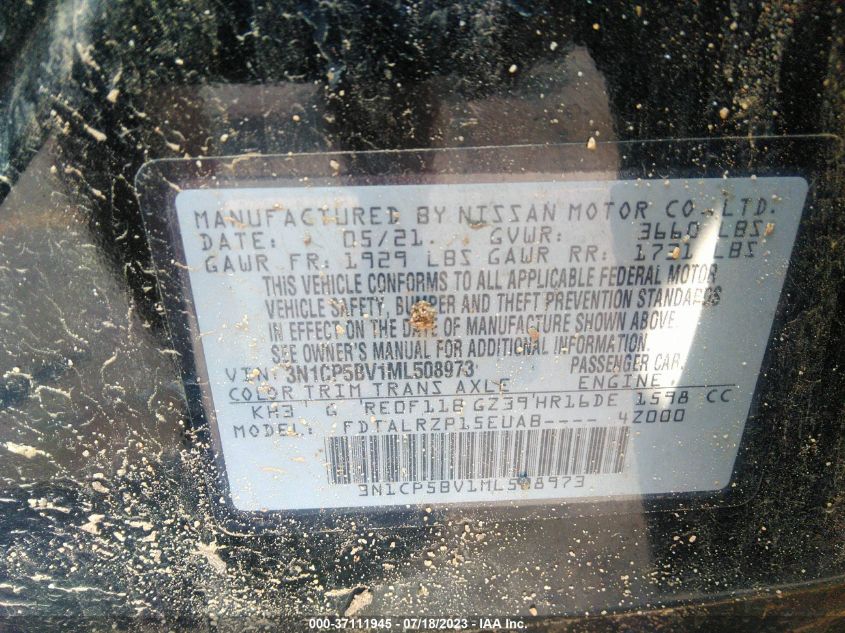 MANUFACTURED BY NISSAN MOTOR CO.,LTD.
DATE: 05/21 GVWR: 3660 LBS
GAWR FR: 1929 LBS GAWR RR: 1731 LBS
THIS VEHICLE CONFORMS TO ALL APPLICABLE FEDERAL MOTOR
VEHICLE SAFETY, BUMPER AND THEFT PREVENTION STANDARDS
IN EFFECT ON THE DATE OF MANUFACTURE SHOWN ABOVE.
SEE OWNER'S MANUAL FOR ADDITIONAL INFORMATION.
VIN: 3N1CP5BV1ML508973 PASSENGER CAR
COLOR TRIM TRANS AXLE ENGINE
KH3 G RE0F11B GZ39 HR16DE 1598 CC
MODEL: FDTALRZP15EUAB---- 4Z000
3N1CP5BV1ML508973
000-37111945 - 07/18/2023 - IAA Inc.